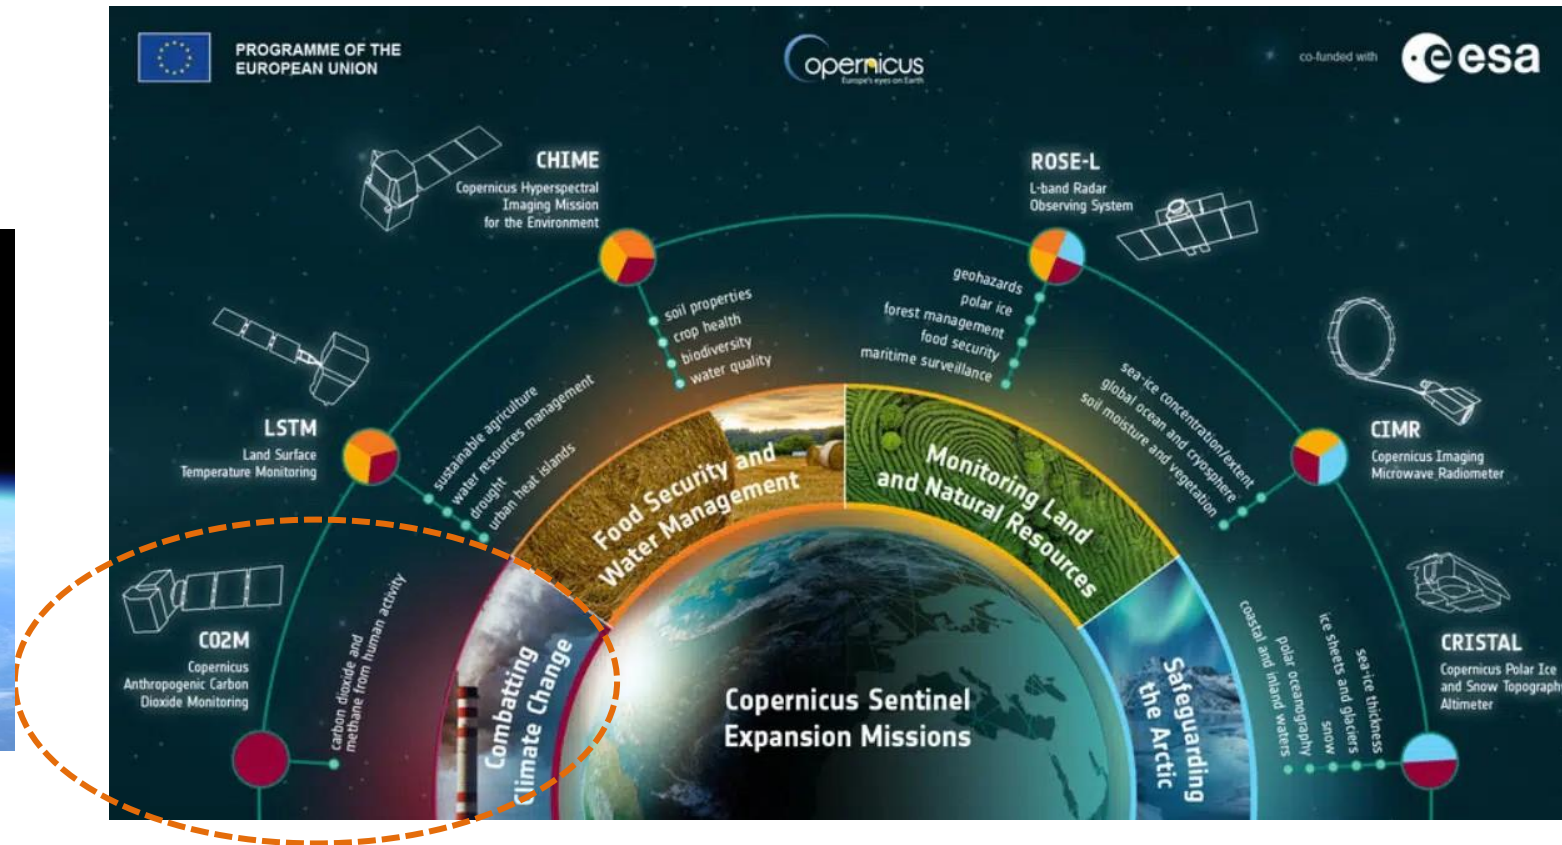 PROGRAMME OF THE
EUROPEAN UNION
Copernicus
Europe's eyes on Earth
co-funded with
esa
CHIME
Copernicus Hyperspectral
Imaging Mission
for the Environment
ROSE-L
L-band Radar
Observing System
soil properties
crop health
biodiversity
water quality
geohazards
polar ice
forest management
food security
maritime surveillance
LSTM
Land Surface
Temperature Monitoring
sustainable agriculture
water resources management
drought
urban heat islands
sea-ice concentration/extent
global ocean and cryosphere
soil moisture and vegetation
CIMR
Copernicus Imaging
Microwave Radiometer
Food Security and
Water Management
Monitoring Land
and Natural Resources
CO2M
Copernicus
Anthropogenic Carbon
Dioxide Monitoring
carbon dioxide and
methane from human activity
Combatting
Climate Change
Copernicus Sentinel
Expansion Missions
Safeguarding
the Arctic
sea-ice thickness
ice sheets and glaciers
snow
polar oceanography
coastal and inland waters
CRISTAL
Copernicus Polar Ice
and Snow Topography
Altimeter